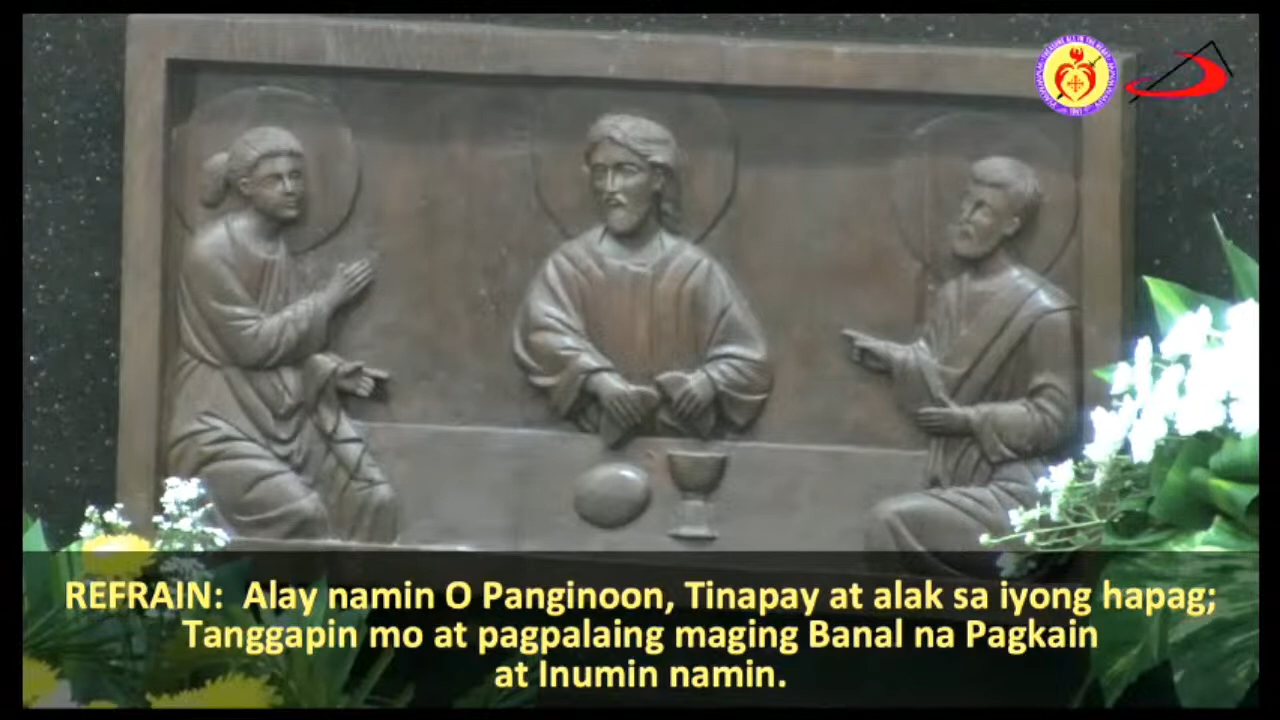 REFRAIN: Alay namin O Panginoon, Tinapay at alak sa iyong hapag;
Tanggapin mo at pagpalaing maging Banal na Pagkain
at Inumin namin.